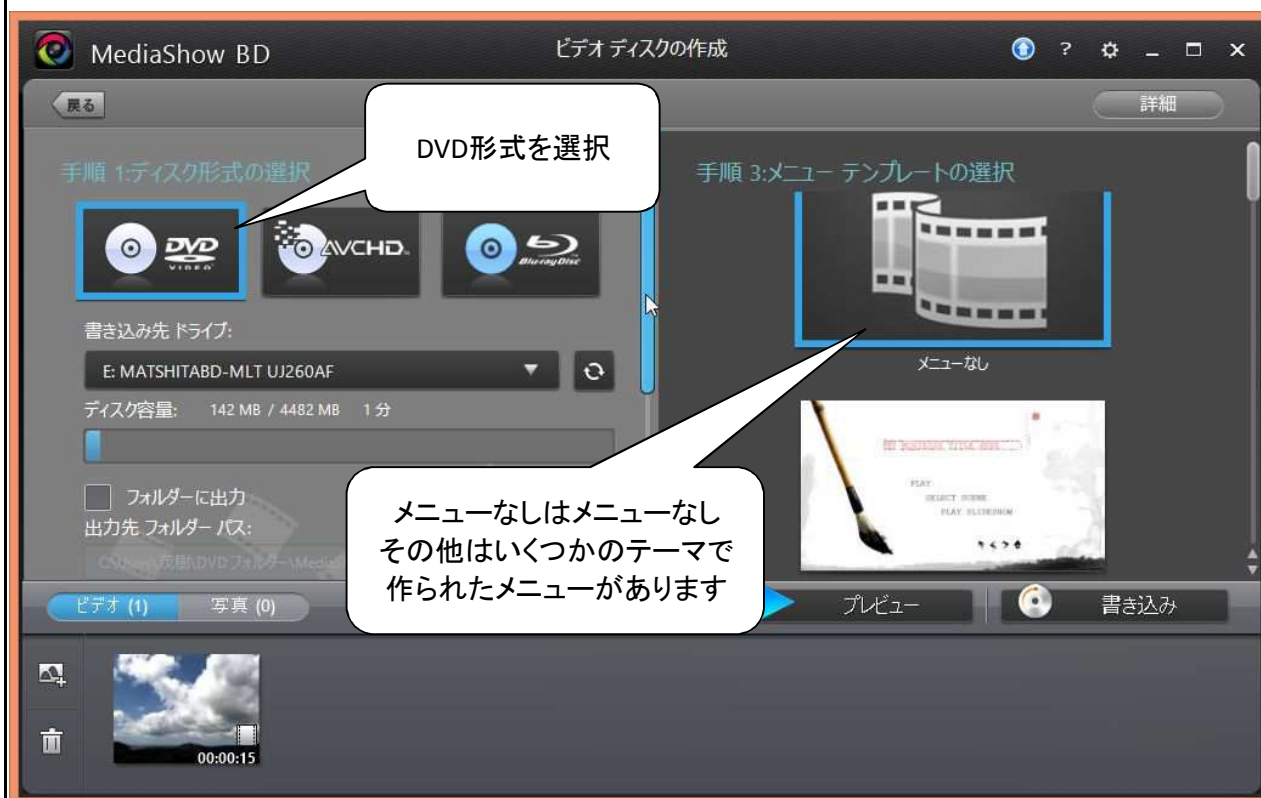 MediaShow BD
ビデオ ディスクの作成
戻る
詳細
DVD形式を選択
手順 1:ディスク形式の選択
手順 3:メニュー テンプレートの選択
DVD
VIDEO
AVCHD
Blu-ray Disc
書き込み先 ドライブ:
E: MATSHITABD-MLT UJ260AF
メニューなし
ディスク容量: 142 MB / 4482 MB 1 分
PLAY
SELECT SCENE
PLAY SLIDESHOW
フォルダーに出力
出力先 フォルダー パス:
メニューなしはメニューなし
その他はいくつかのテーマで
作られたメニューがあります
ビデオ (1) 写真 (0)
プレビュー
書き込み
00:00:15